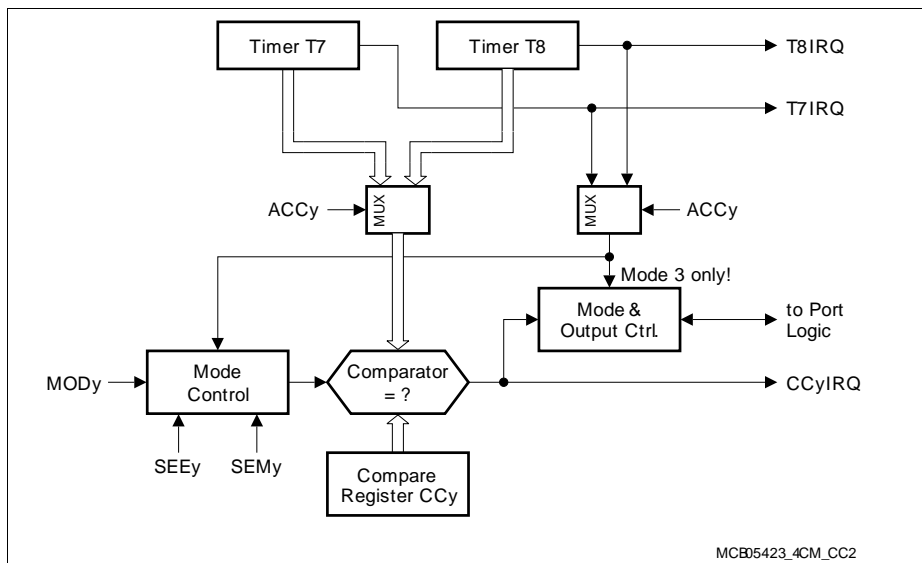 Timer T7
Timer T8
T8IRQ
T7IRQ
ACCy
MUX
MUX
ACCy
Mode 3 only!
Mode &
Output Ctrl.
to Port
Logic
MODy
Mode
Control
Comparator
= ?
CCyIRQ
SEEy
SEMy
Compare
Register CCy
MCB05423_4CM_CC2